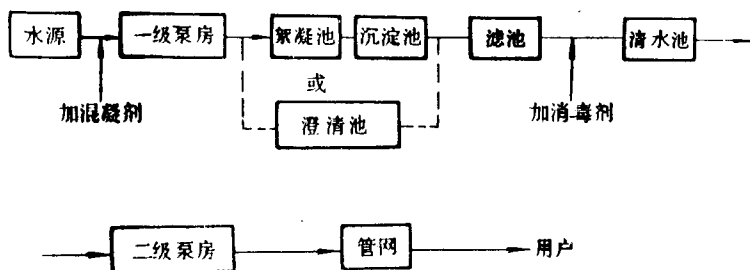 水源 一级泵房 絮凝池 沉淀池 滤池 清水池
或
加混凝剂 澄清池 加消毒剂
二级泵房 管网 用户